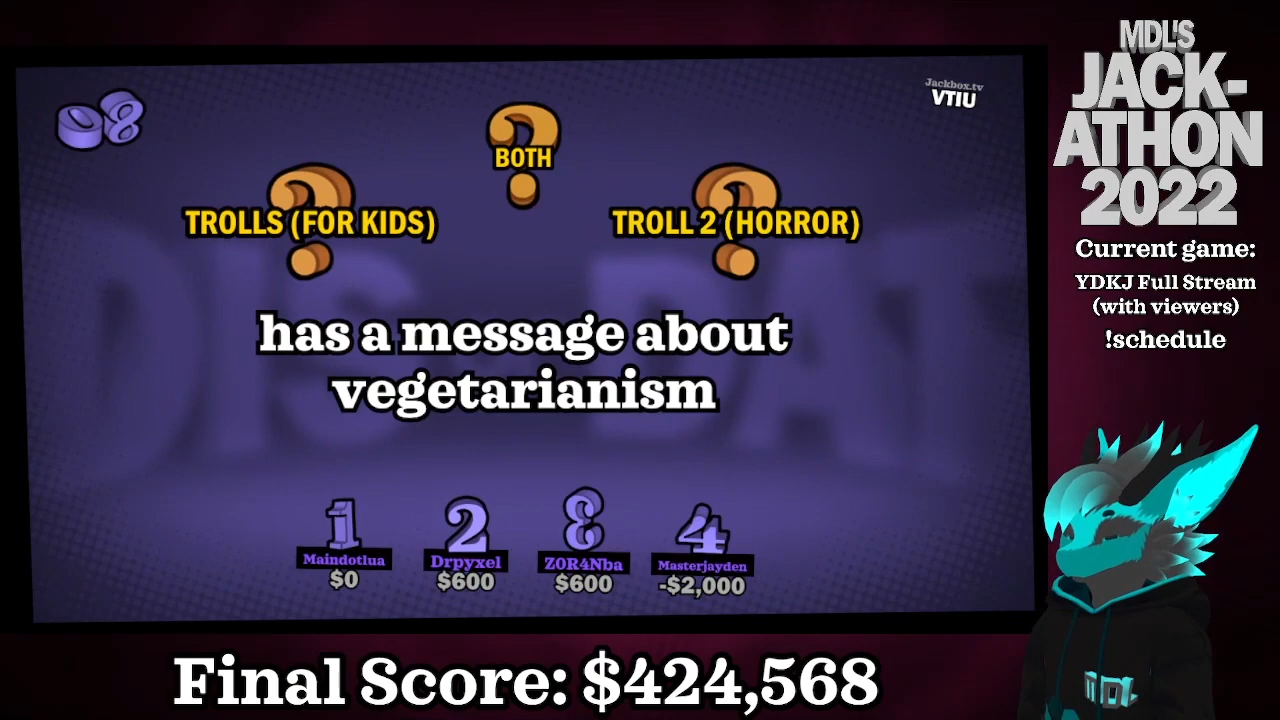 08
Jackbox.tv
VTIU
BOTH
TROLLS (FOR KIDS)
TROLL 2 (HORROR)
DIS DAT
has a message about
vegetarianism
1
Maindotlua
$0
2
Drpyxel
$600
3
Z0R4Nba
$600
4
Masterjayden
-$2,000
Final Score: $424,568
MDL'S
JACK-
ATHON
2022
Current game:
YDKJ Full Stream
(with viewers)
!schedule